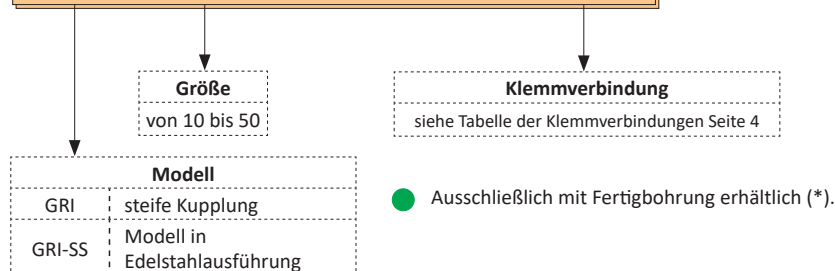 Größe
von 10 bis 50
Klemmverbindung
siehe Tabelle der Klemmverbindungen Seite 4
Modell
GRI steife Kupplung
GRI-SS Modell in
Edelstahlausführung
Ausschließlich mit Fertigbohrung erhältlich (*).